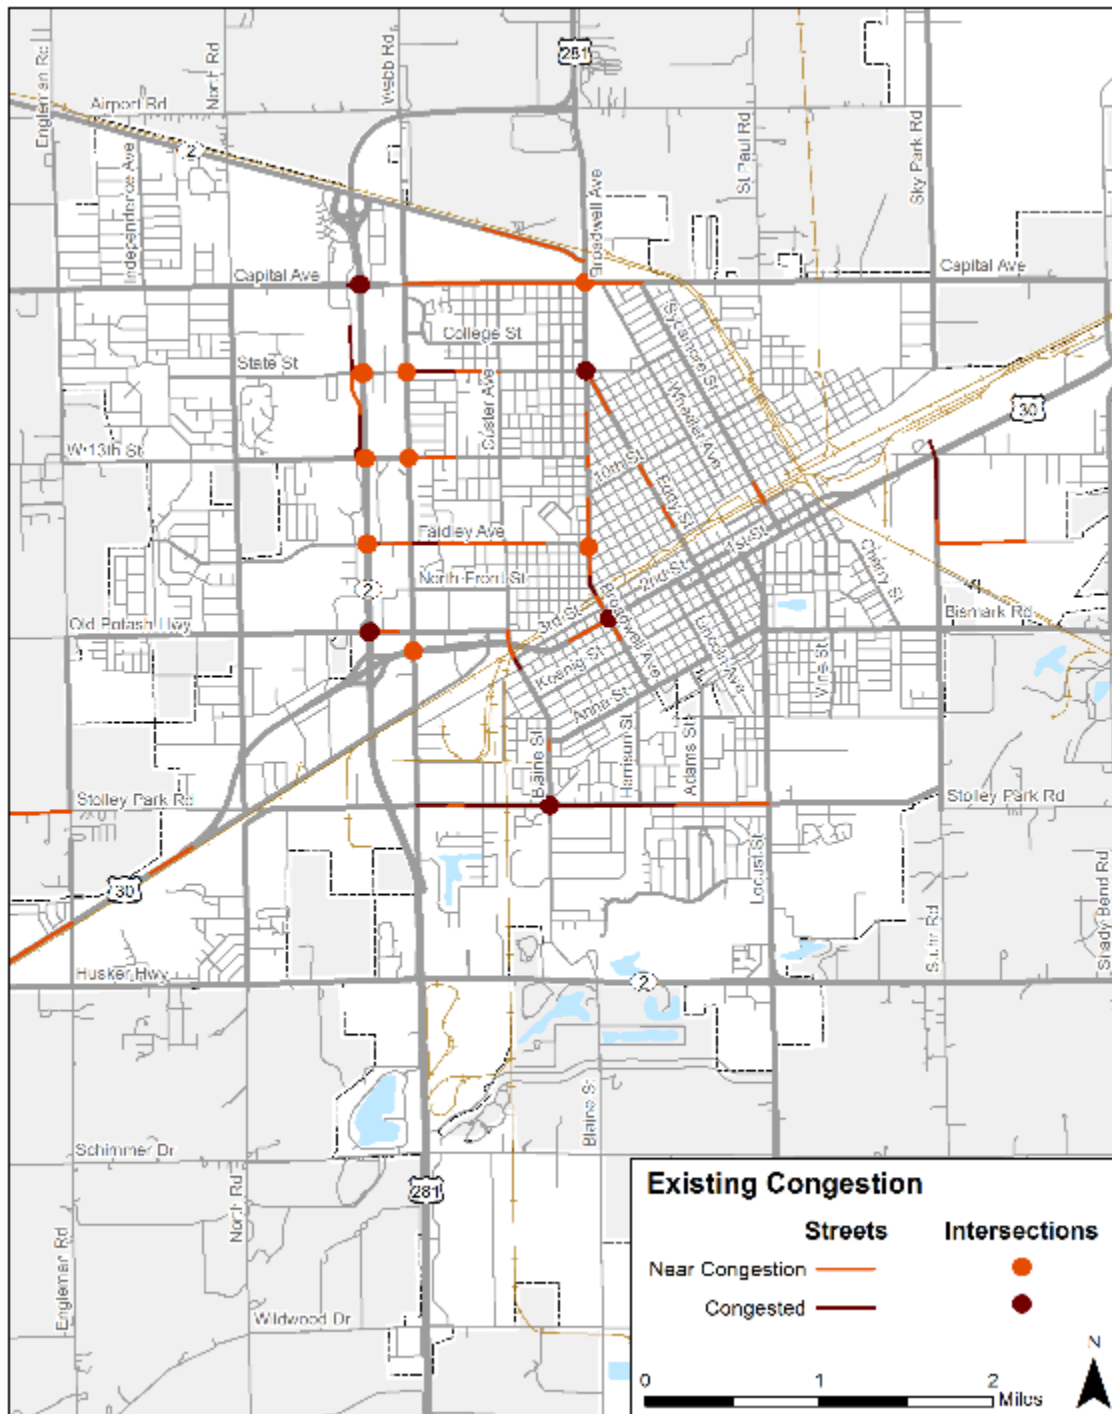 Engleman Rd
North Rd
Webb Rd
281
Airport Rd
2
Independence Ave
Broadwell Ave
St Paul Rd
Sky Park Rd
Capital Ave
Capital Ave
College St
Sycamore St
State St
Custer Ave
Wheeler Ave
30
W 13th St
10th St
Eddy St
Faidley Ave
1st St
2nd St
Cherry St
North Front St
2
3rd St
Broadwell Ave
Bismark Rd
Old Potash Hwy
Koenig St
Lincoln Ave
Vine St
Anna St
Blaine St
Harrison St
Adams St
Stolley Park Rd
Stolley Park Rd
Locust St
30
Stuhr Rd
Shady Bend Rd
Husker Hwy
2
Blaine St
Schimmer Dr
North Rd
281
Engleman Rd
Wildwood Dr
Existing Congestion
Streets Intersections
Near Congestion
Congested
N
0 1 2
Miles